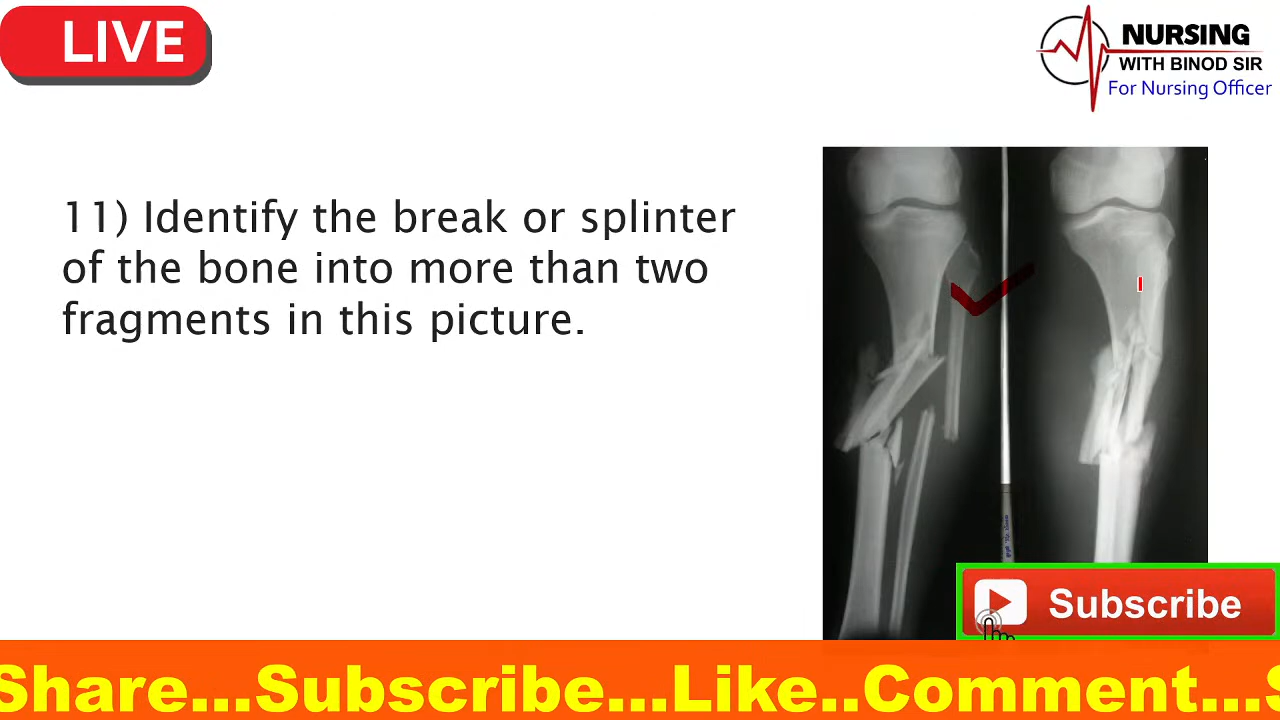 LIVE
NURSING
WITH BINOD SIR
For Nursing Officer
11) Identify the break or splinter
of the bone into more than two
fragments in this picture.
Subscribe
Share...Subscribe...Like..Comment...S